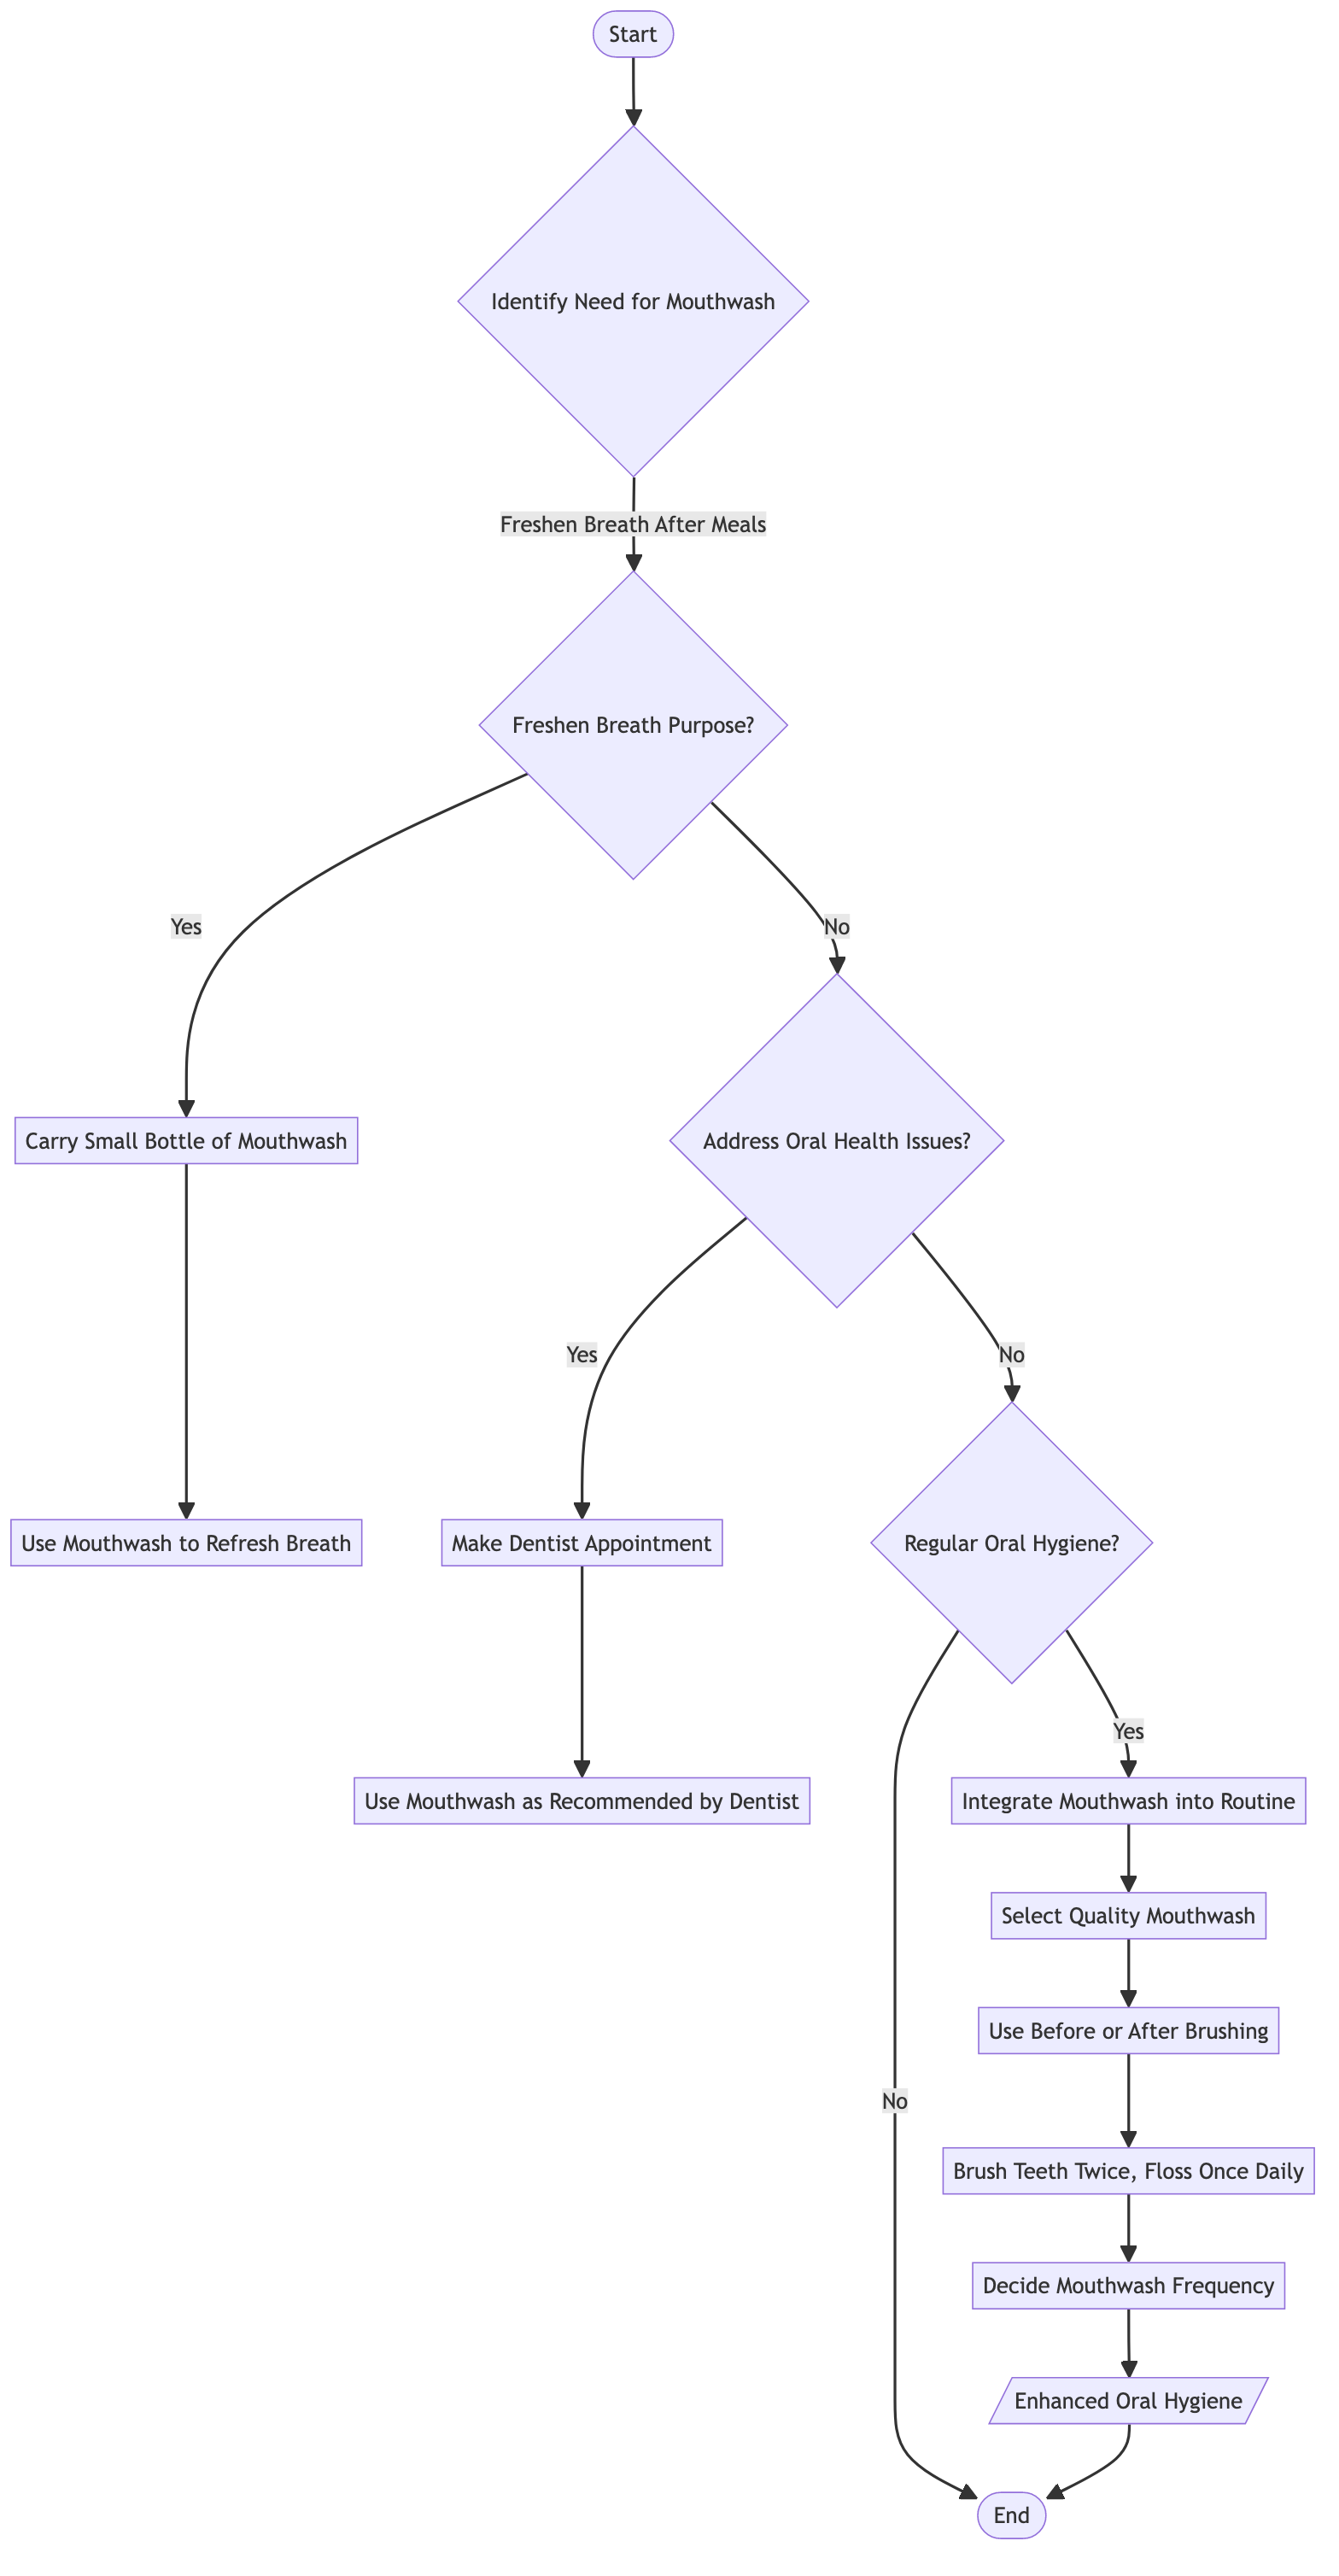 Start
Identify Need for Mouthwash
Freshen Breath After Meals
Freshen Breath Purpose?
Yes
No
Carry Small Bottle of Mouthwash
Address Oral Health Issues?
Yes
No
Use Mouthwash to Refresh Breath
Make Dentist Appointment
Regular Oral Hygiene?
Yes
Use Mouthwash as Recommended by Dentist
Integrate Mouthwash into Routine
Select Quality Mouthwash
Use Before or After Brushing
No
Brush Teeth Twice, Floss Once Daily
Decide Mouthwash Frequency
Enhanced Oral Hygiene
End